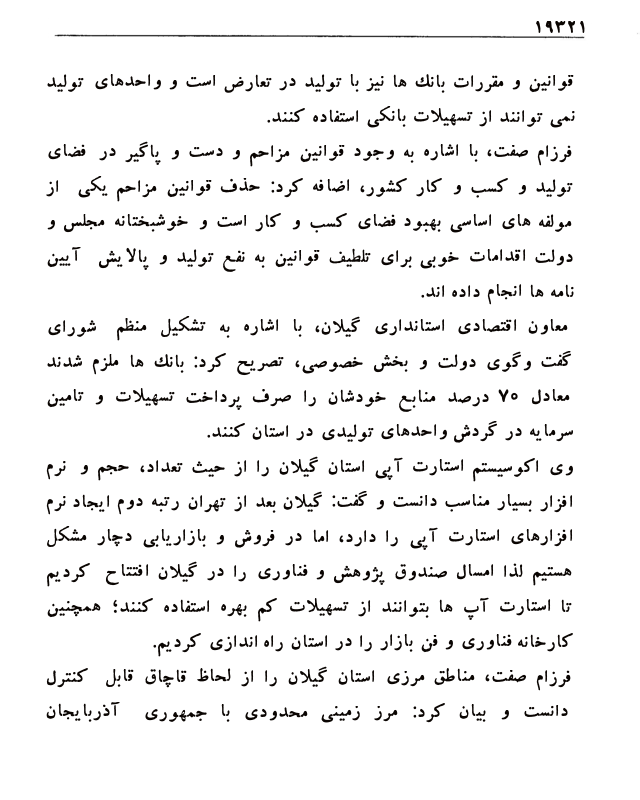 ۱۹۳۲۱
قوانین و مقررات بانك ها نیز با تولید در تعارض است و واحدهای تولید
نمی توانند از تسهیلات بانکی استفاده کنند.
فرزام صفت، با اشاره به وجود قوانین مزاحم و دست و پاگیر در فضای
تولید و کسب و کار کشور، اضافه کرد: حذف قوانین مزاحم یکی از
مولفه های اساسی بهبود فضای کسب و کار است و خوشبختانه مجلس و
دولت اقدامات خوبی برای تلطیف قوانین به نفع تولید و پالایش آیین
نامه ها انجام داده اند.
معاون اقتصادی استانداری گیلان، با اشاره به تشکیل منظم شورای
گفت وگوی دولت و بخش خصوصی، تصریح کرد: بانك ها ملزم شدند
معادل ۷۰ درصد منابع خودشان را صرف پرداخت تسهیلات و تامین
سرمایه در گردش واحدهای تولیدی در استان کنند.
وی اکوسیستم استارت آپی استان گیلان را از حیث تعداد، حجم و نرم
افزار بسیار مناسب دانست و گفت: گیلان بعد از تهران رتبه دوم ایجاد نرم
افزارهای استارت آپی را دارد، اما در فروش و بازاریابی دچار مشکل
هستیم لذا امسال صندوق پژوهش و فناوری را در گیلان افتتاح کردیم
تا استارت آپ ها بتوانند از تسهیلات کم بهره استفاده کنند؛ همچنین
کارخانه فناوری و فن بازار را در استان راه اندازی کردیم.
فرزام صفت، مناطق مرزی استان گیلان را از لحاظ قاچاق قابل کنترل
دانست و بیان کرد: مرز زمینی محدودی با جمهوری آذربایجان